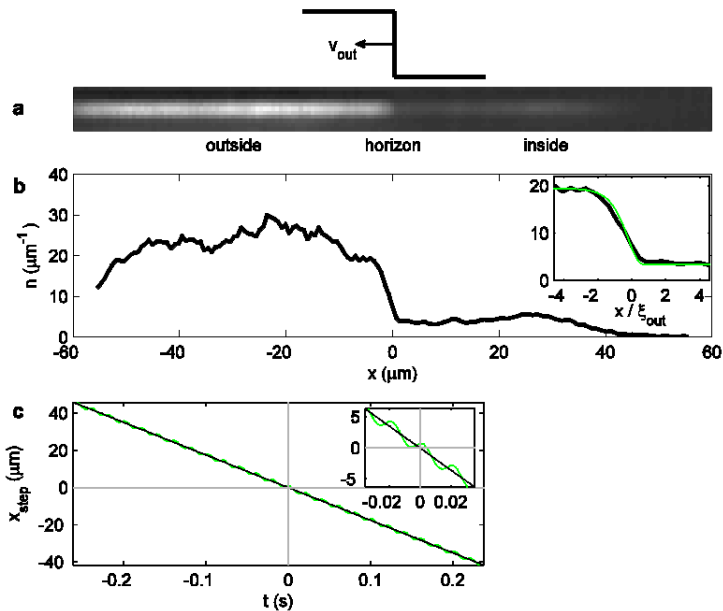 v_out
a
outside horizon inside
b
40
30
20
10
0
n (μm⁻¹)
-60 -40 -20 0 20 40 60
x (μm)
20
10
0
-4 -2 0 2 4
x / ξ_out
c
40
20
0
-20
-40
x_step (μm)
-0.2 -0.1 0 0.1 0.2
t (s)
5
0
-5
-0.02 0 0.02